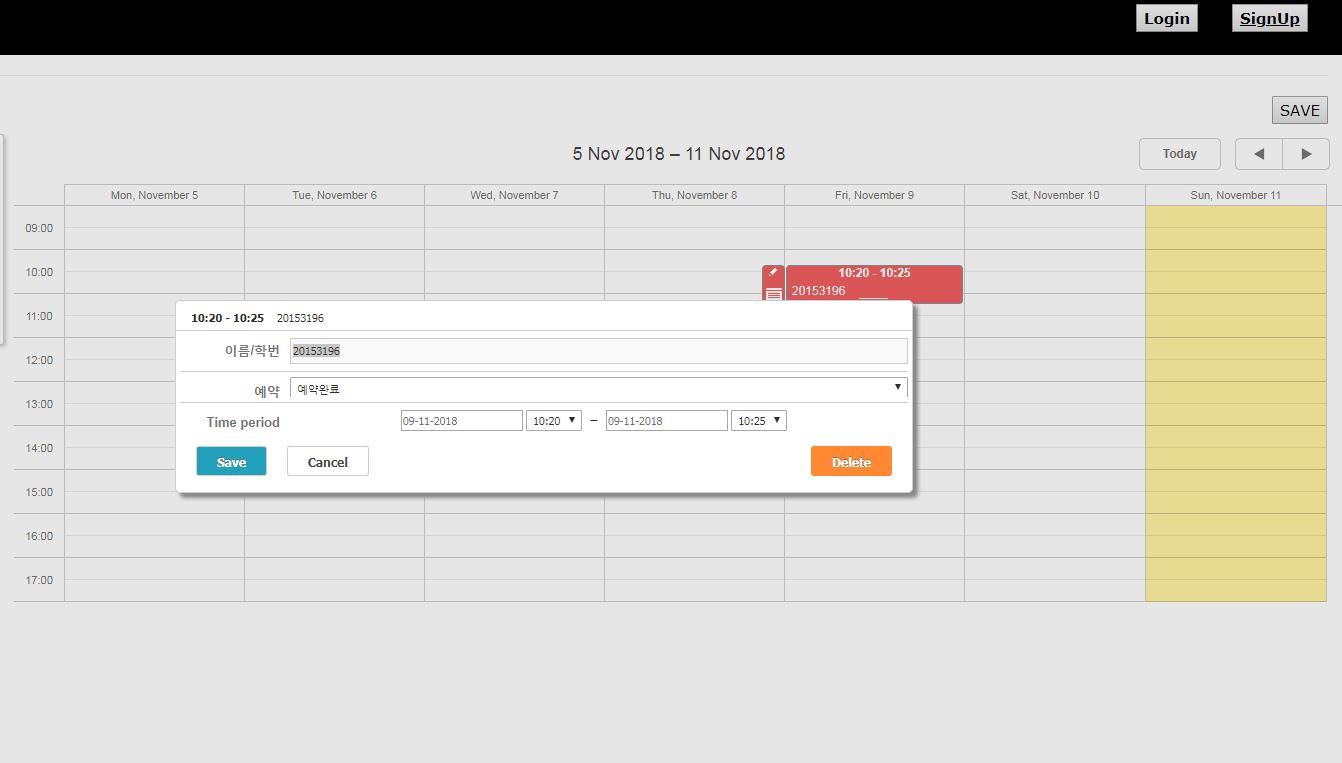 Login SignUp
SAVE
5 Nov 2018 – 11 Nov 2018 Today
Mon, November 5 Tue, November 6 Wed, November 7 Thu, November 8 Fri, November 9 Sat, November 10 Sun, November 11
09:00
10:00
10:20 - 10:25
20153196
11:00
10:20 - 10:25 20153196
이름/학번 20153196
12:00
예약 예약완료
13:00
Time period 09-11-2018 10:20 – 09-11-2018 10:25
14:00
Save Cancel Delete
15:00
16:00
17:00